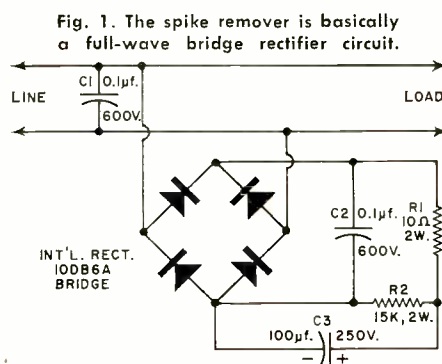 Fig. 1. The spike remover is basically
a full-wave bridge rectifier circuit.
LINE
C1
0.1µf.
600V.
LOAD
INT'L. RECT.
10DB6A
BRIDGE
C2
0.1µf.
600V.
R1
10Ω
2W.
R2
15K, 2W.
C3
100µf.
250V.
– +